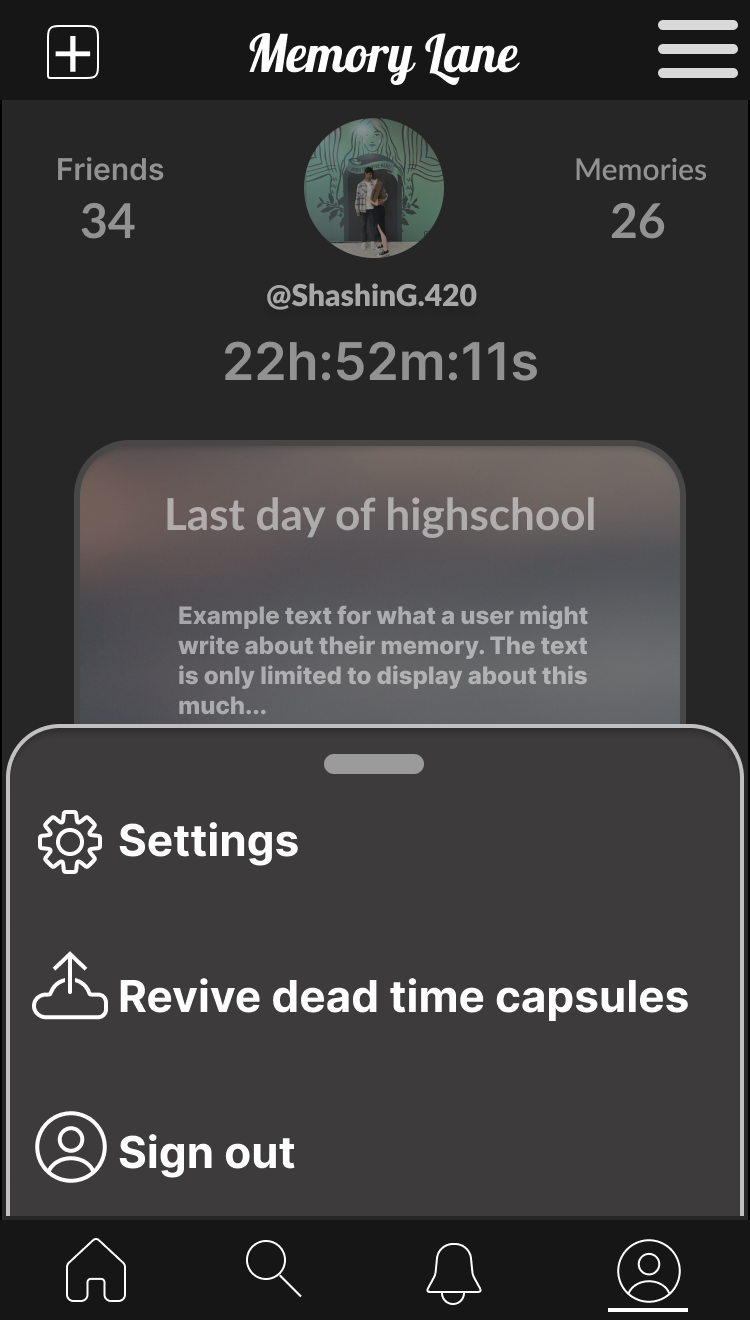 Memory Lane
Friends
34
Memories
26
@ShashinG.420
22h:52m:11s
Last day of highschool
Example text for what a user might
write about their memory. The text
is only limited to display about this
much...
Settings
Revive dead time capsules
Sign out